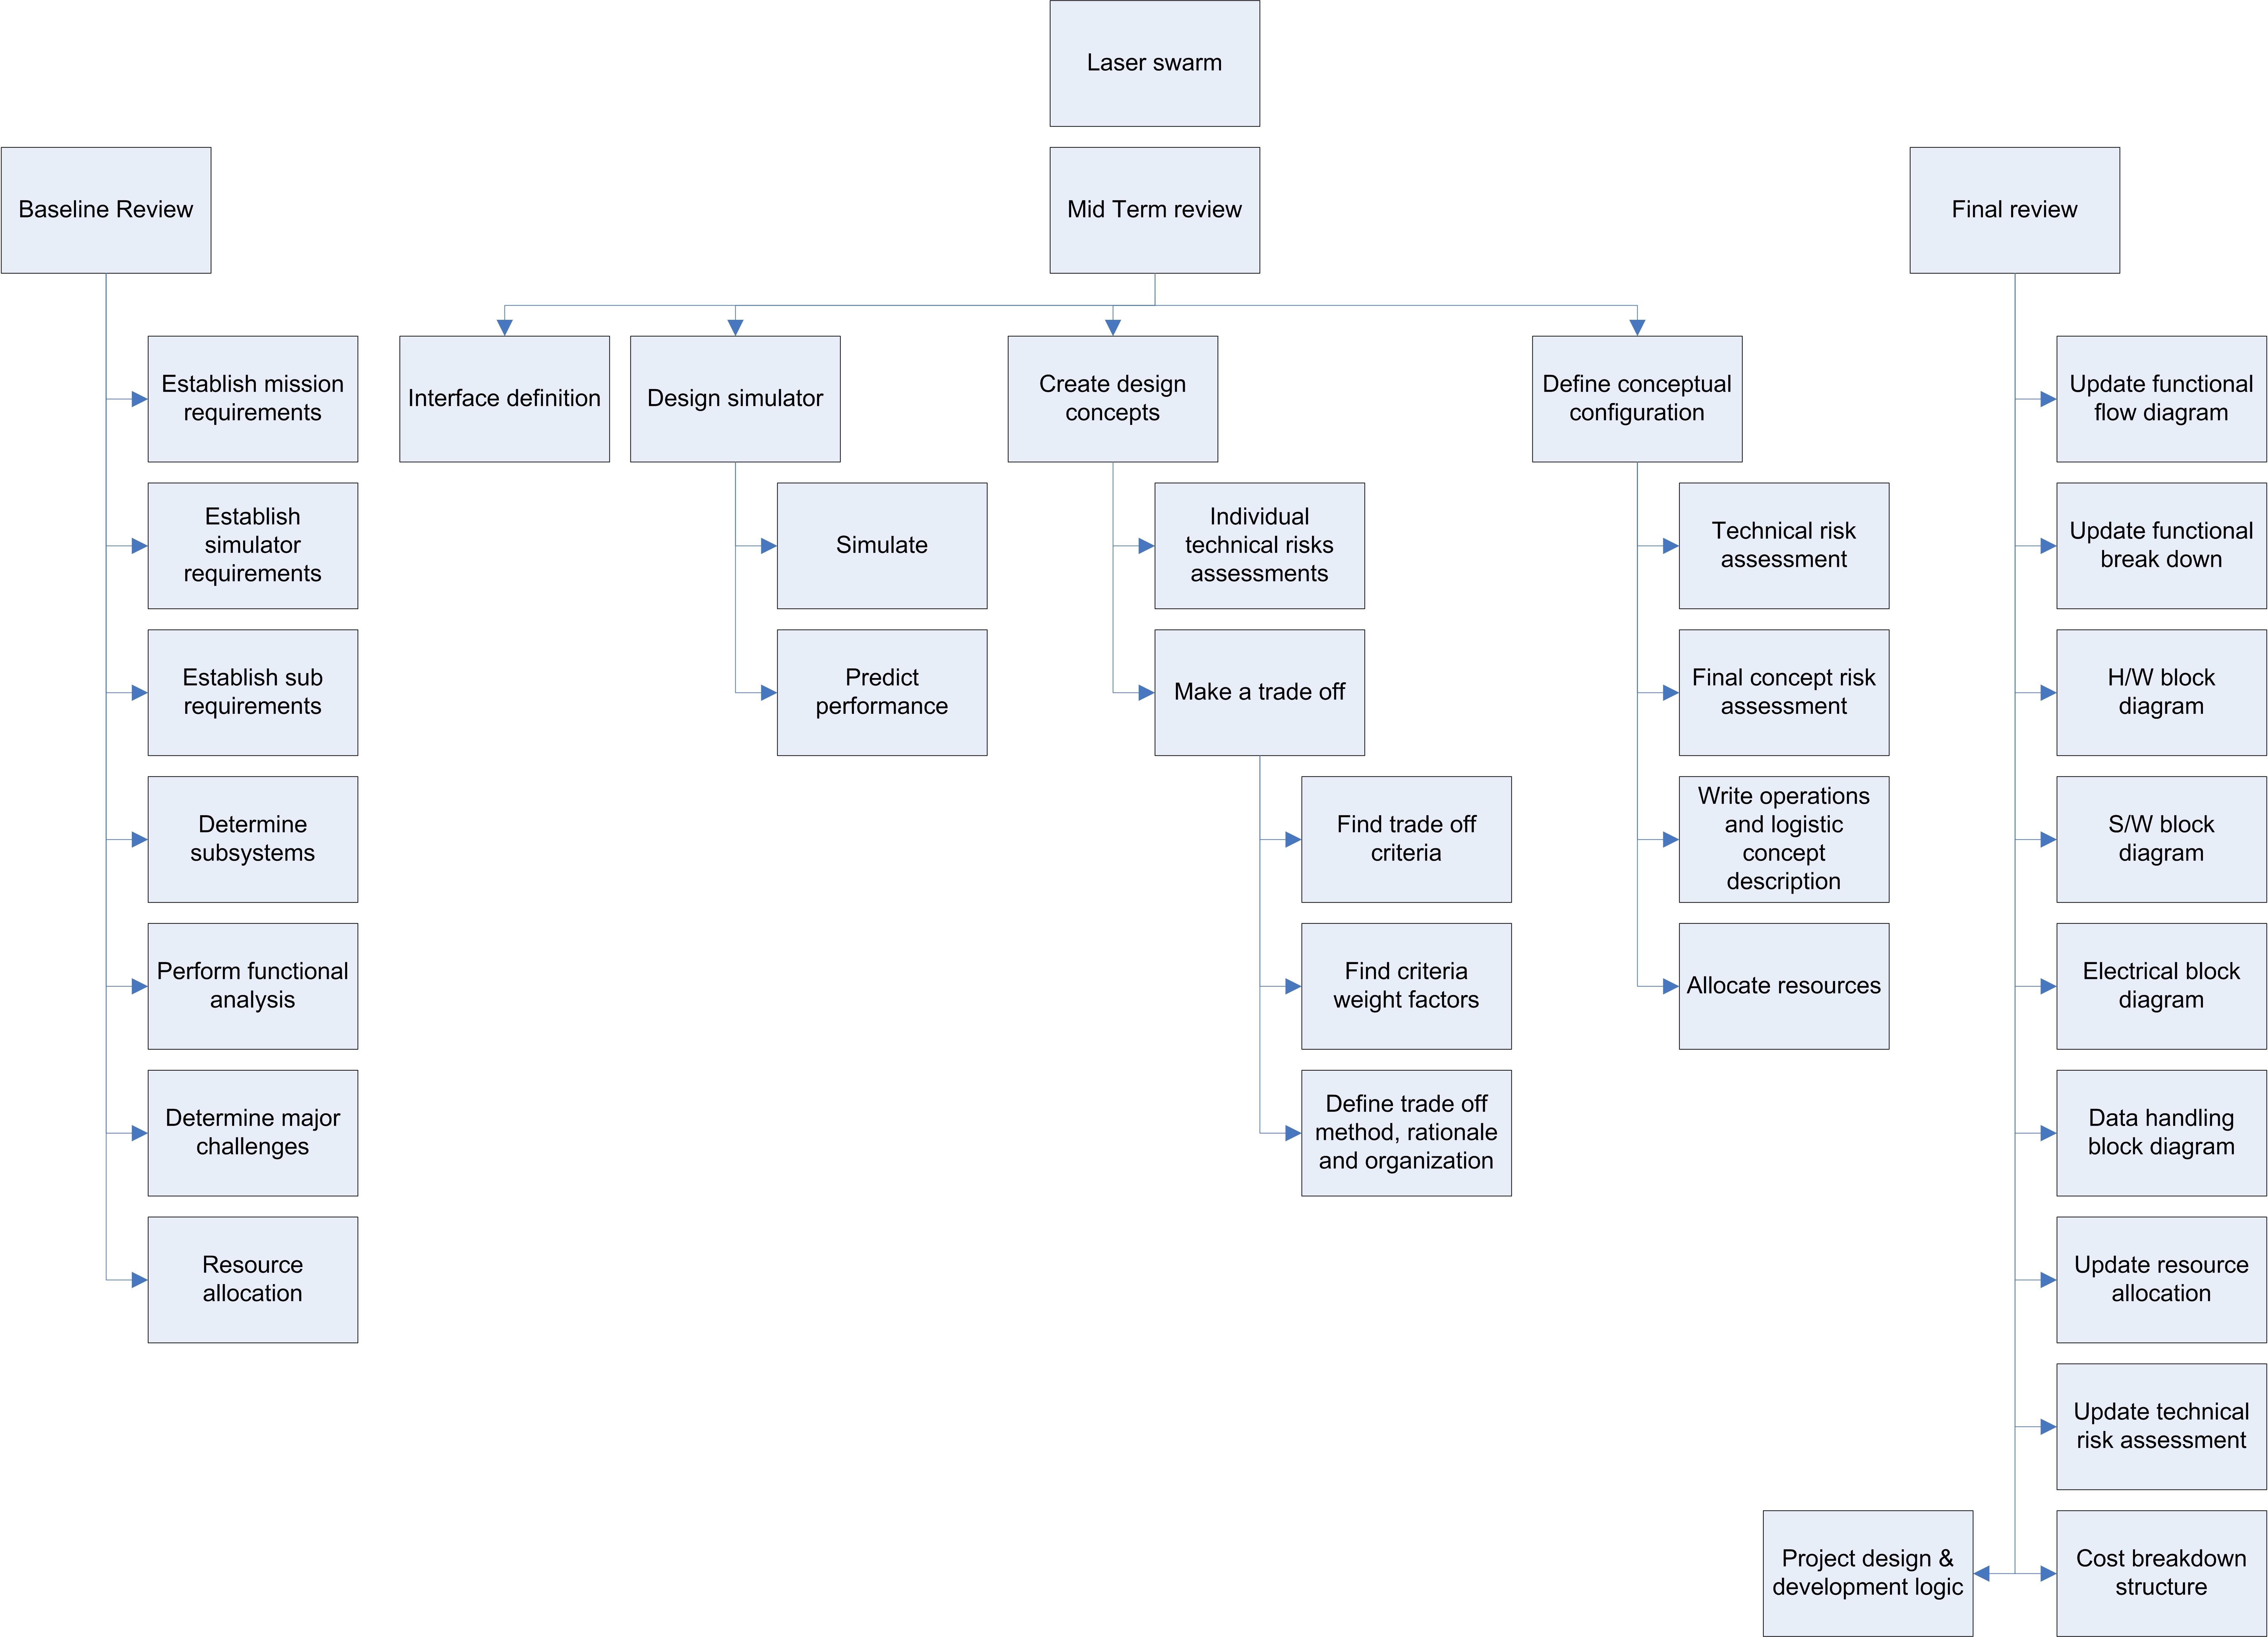 Laser swarm
Baseline Review
Mid Term review
Final review
Establish mission
requirements
Establish
simulator
requirements
Establish sub
requirements
Determine
subsystems
Perform functional
analysis
Determine major
challenges
Resource
allocation
Interface definition
Design simulator
Simulate
Predict
performance
Create design
concepts
Individual
technical risks
assessments
Make a trade off
Find trade off
criteria
Find criteria
weight factors
Define trade off
method, rationale
and organization
Define conceptual
configuration
Technical risk
assessment
Final concept risk
assessment
Write operations
and logistic
concept
description
Allocate resources
Update functional
flow diagram
Update functional
break down
H/W block
diagram
S/W block
diagram
Electrical block
diagram
Data handling
block diagram
Update resource
allocation
Update technical
risk assessment
Project design &
development logic
Cost breakdown
structure